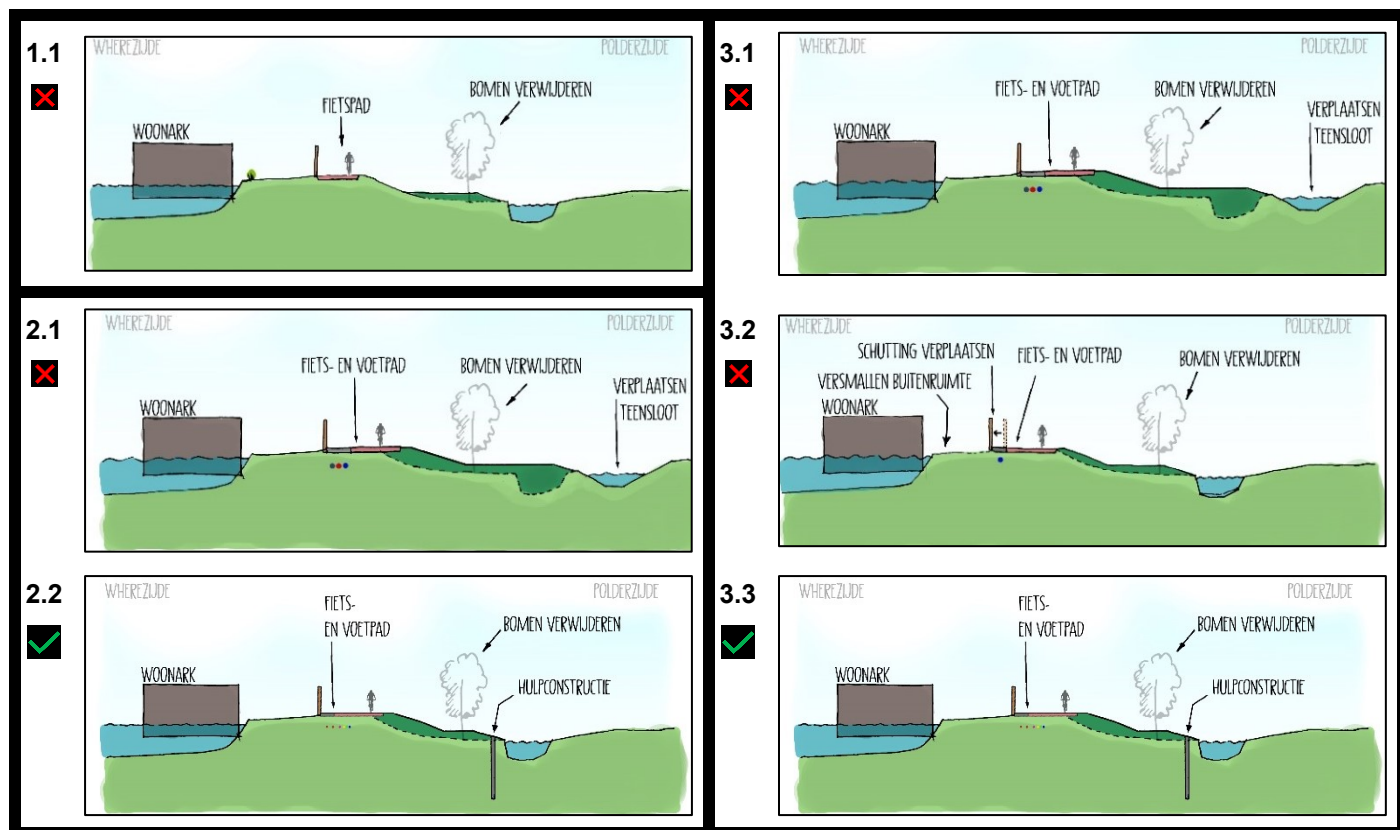 1.1
WHEREZIJDE
POLDERZIJDE
BOMEN VERWIJDEREN
FIETSPAD
WOONARK
2.1
WHEREZIJDE
POLDERZIJDE
FIETS- EN VOETPAD
BOMEN VERWIJDEREN
VERPLAATSEN
TEENSLOOT
WOONARK
2.2
WHEREZIJDE
POLDERZIJDE
FIETS-
EN VOETPAD
BOMEN VERWIJDEREN
WOONARK
HULPCONSTRUCTIE
3.1
WHEREZIJDE
POLDERZIJDE
FIETS- EN VOETPAD
BOMEN VERWIJDEREN
VERPLAATSEN
TEENSLOOT
WOONARK
3.2
WHEREZIJDE
POLDERZIJDE
SCHUTTING VERPLAATSEN
FIETS- EN VOETPAD
BOMEN VERWIJDEREN
VERSMALLEN BUITENRUIMTE
WOONARK
3.3
WHEREZIJDE
POLDERZIJDE
FIETS-
EN VOETPAD
BOMEN VERWIJDEREN
WOONARK
HULPCONSTRUCTIE